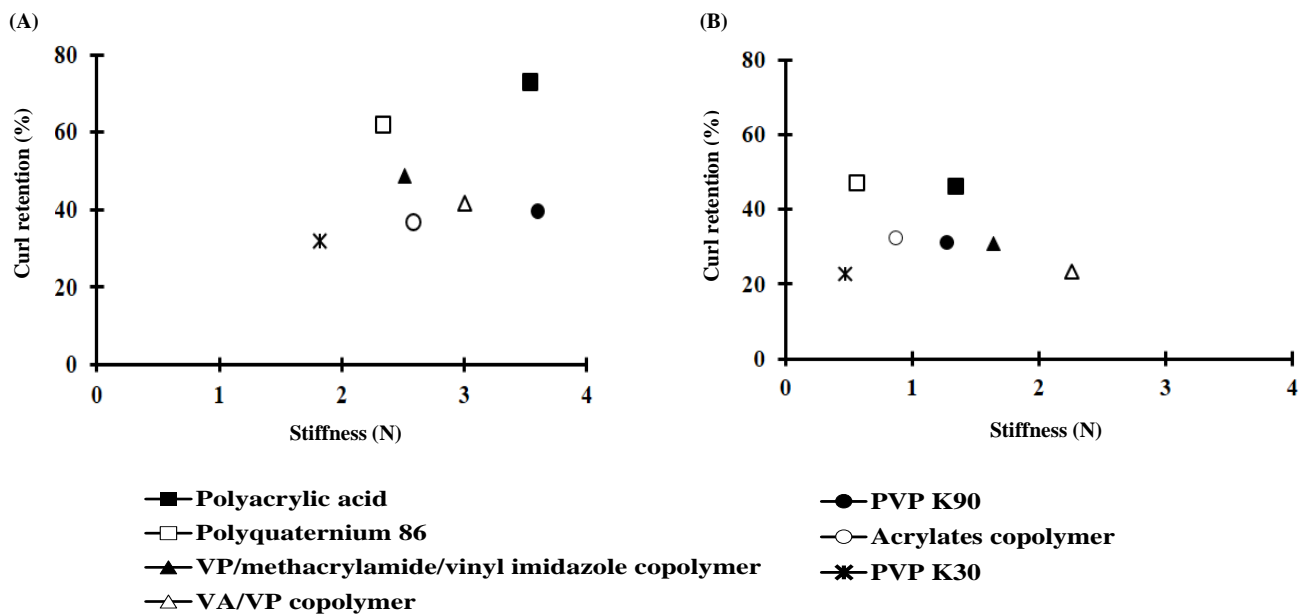 (A)
(B)
80
60
40
20
0
Curl retention (%)
0 1 2 3 4
Stiffness (N)
80
60
40
20
0
Curl retention (%)
0 1 2 3 4
Stiffness (N)
Polyacrylic acid
Polyquaternium 86
VP/methacrylamide/vinyl imidazole copolymer
VA/VP copolymer
PVP K90
Acrylates copolymer
PVP K30